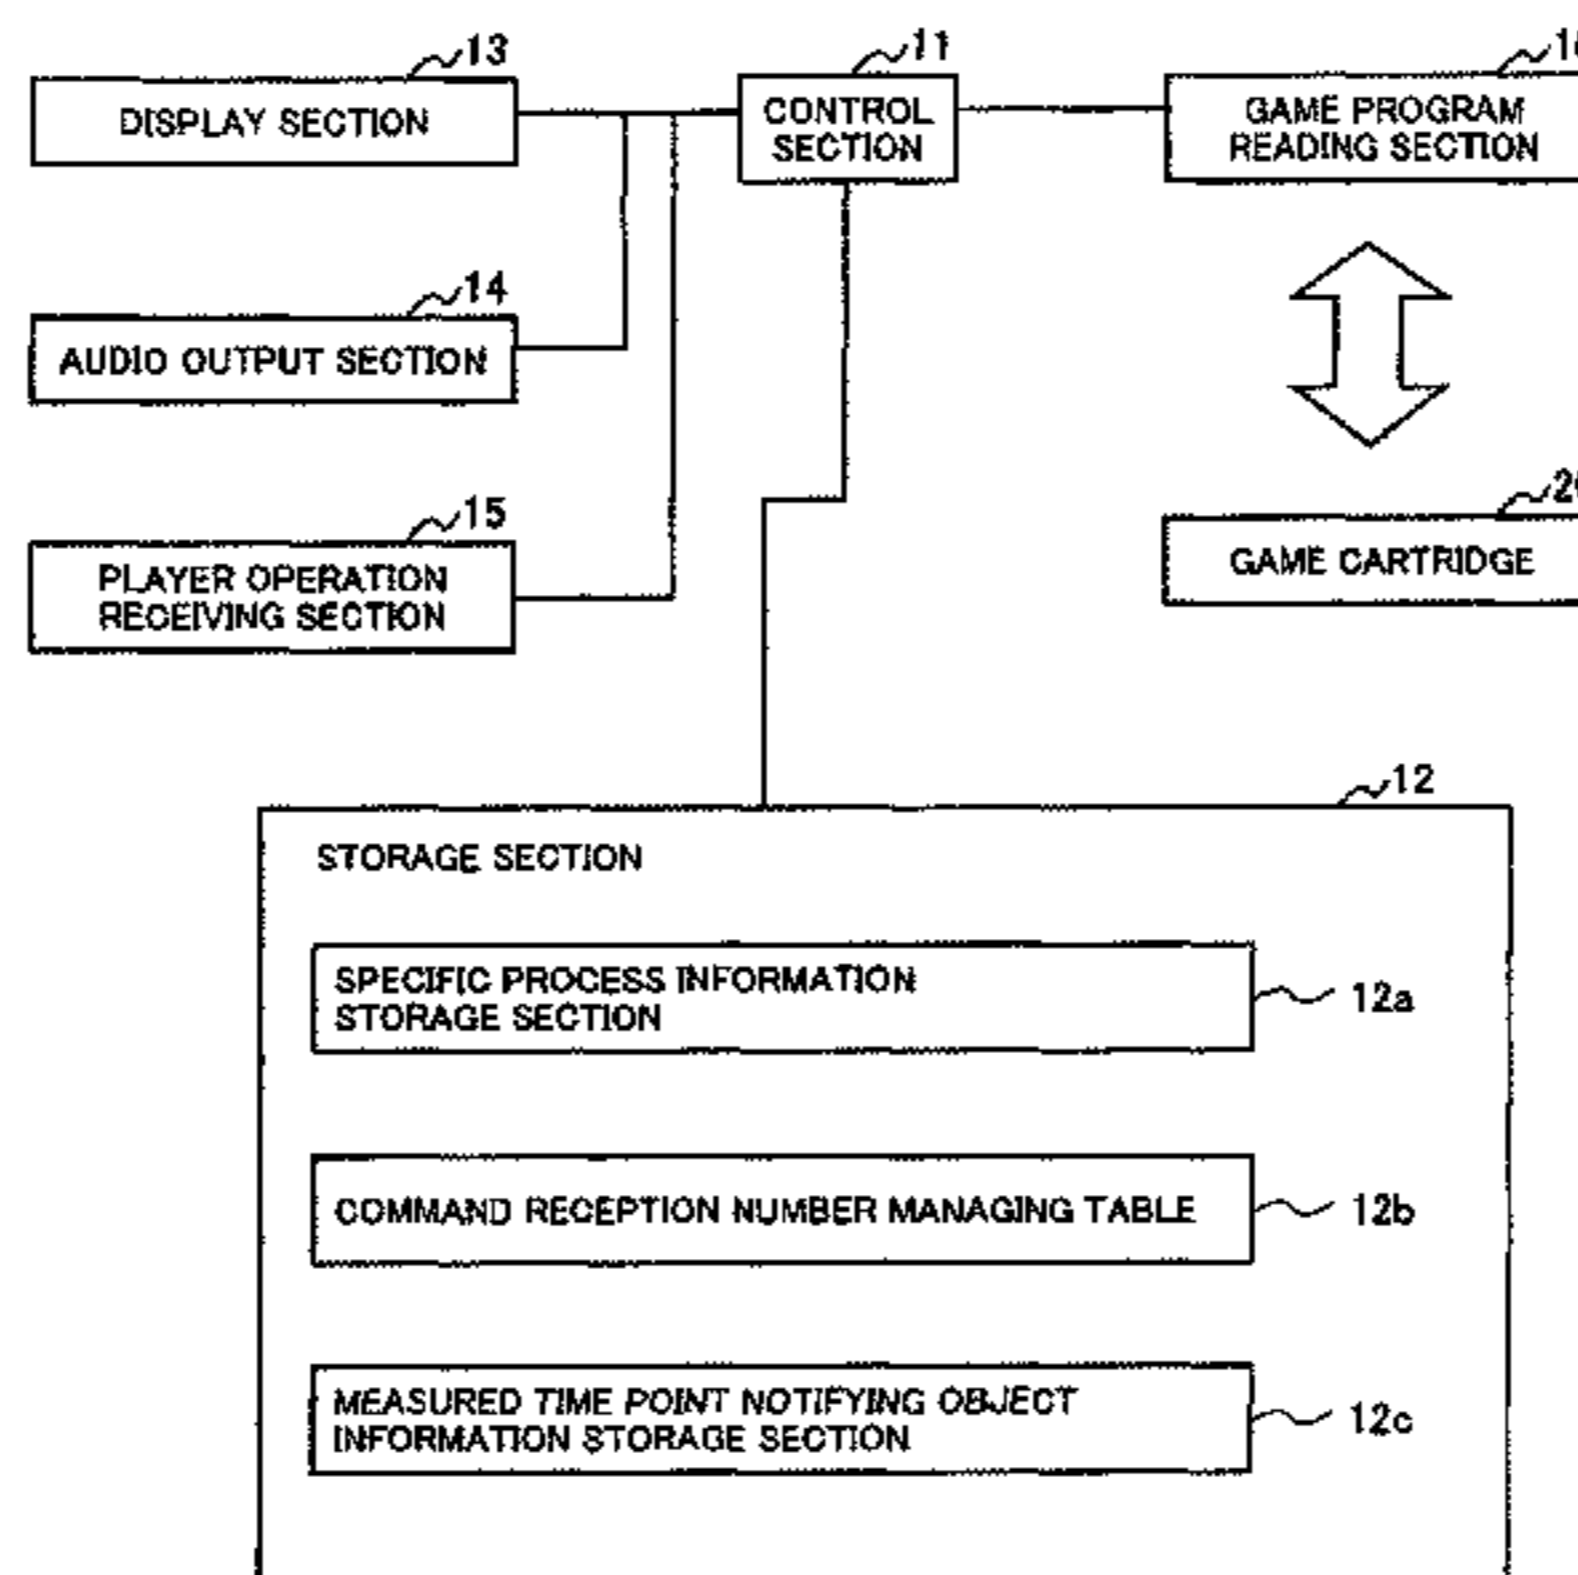 13
DISPLAY SECTION
11
CONTROL
SECTION
GAME PROGRAM
READING SECTION
14
AUDIO OUTPUT SECTION
15
PLAYER OPERATION
RECEIVING SECTION
GAME CARTRIDGE
12
STORAGE SECTION
SPECIFIC PROCESS INFORMATION
STORAGE SECTION
12a
COMMAND RECEPTION NUMBER MANAGING TABLE
12b
MEASURED TIME POINT NOTIFYING OBJECT
INFORMATION STORAGE SECTION
12c